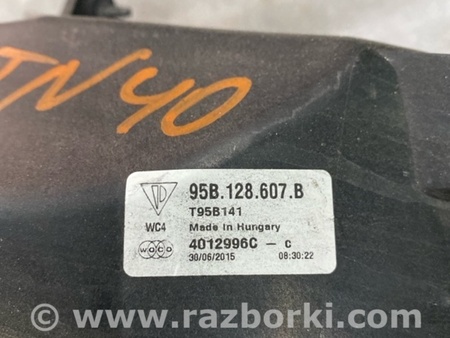 TN40
95B.128.607.B
T95B141
WC4
Made in Hungary
WOCO
4012996C - C
30/06/2015 08:30:22
© www.razborki.com